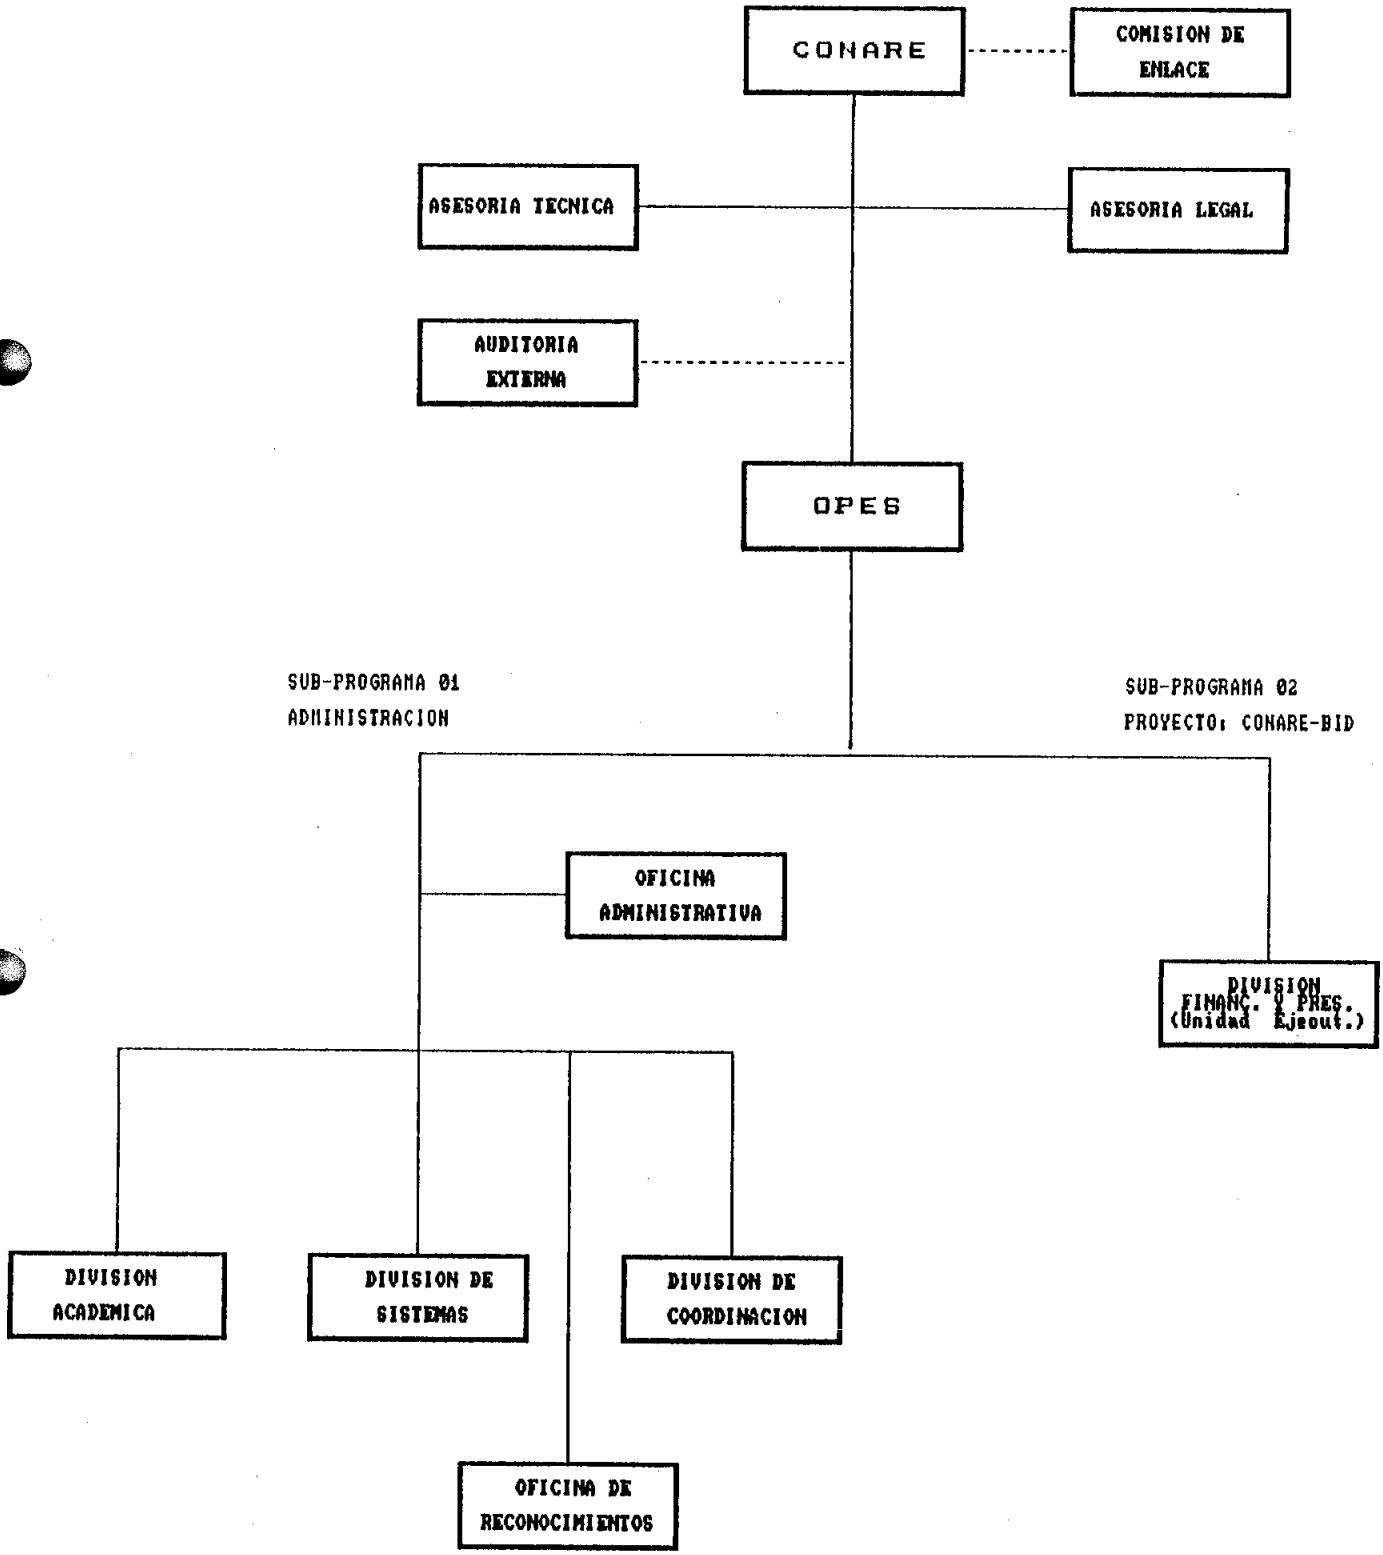 CONARE
COMISION DE
ENLACE
ASESORIA TECNICA
ASESORIA LEGAL
AUDITORIA
EXTERNA
OPES
SUB-PROGRAMA 01
ADMINISTRACION
SUB-PROGRAMA 02
PROYECTO: CONARE-BID
OFICINA
ADMINISTRATIVA
DIVISION
FINANC. Y PRES.
(Unidad Ejecut.)
DIVISION
ACADEMICA
DIVISION DE
SISTEMAS
DIVISION DE
COORDINACION
OFICINA DE
RECONOCIMIENTOS